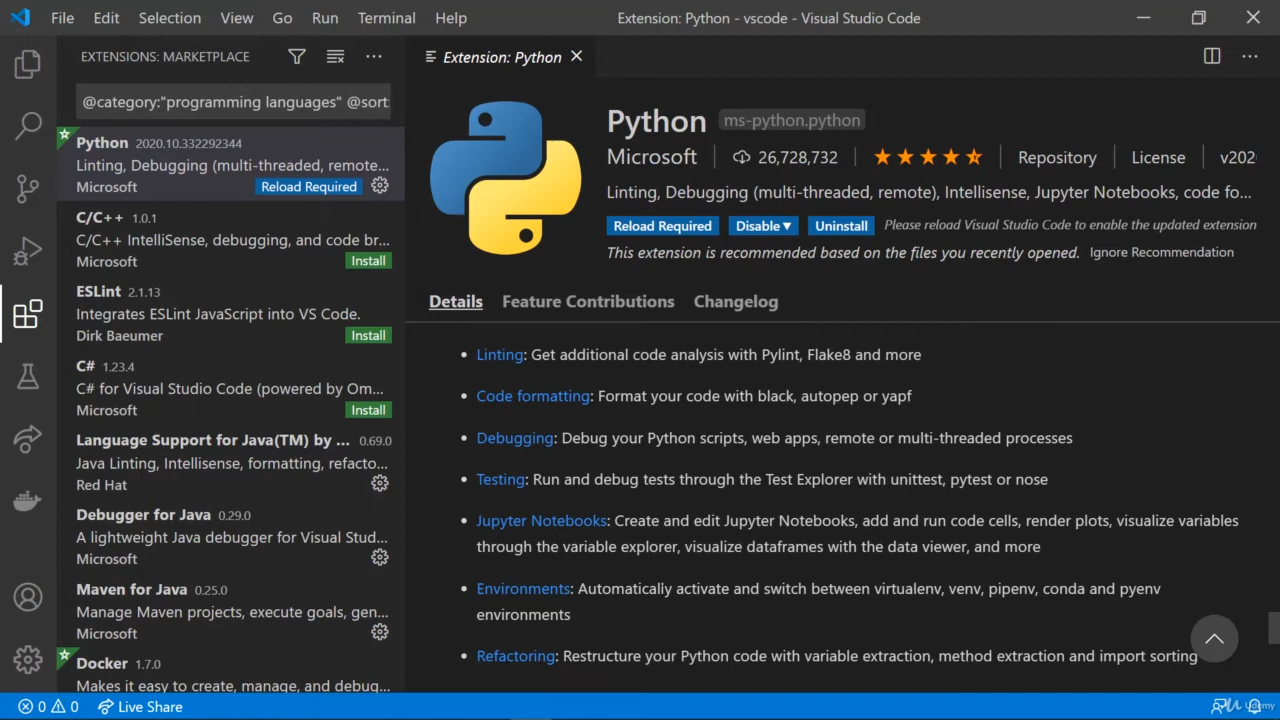 File Edit Selection View Go Run Terminal Help
Extension: Python - vscode - Visual Studio Code
EXTENSIONS: MARKETPLACE
@category:"programming languages" @sort
Python 2020.10.332292344
Linting, Debugging (multi-threaded, remote...
Microsoft Reload Required
C/C++ 1.0.1
C/C++ IntelliSense, debugging, and code br...
Microsoft Install
ESLint 2.1.13
Integrates ESLint JavaScript into VS Code.
Dirk Baeumer Install
C# 1.23.4
C# for Visual Studio Code (powered by Om...
Microsoft Install
Language Support for Java(TM) by ... 0.69.0
Java Linting, Intellisense, formatting, refacto...
Red Hat
Debugger for Java 0.29.0
A lightweight Java debugger for Visual Stud...
Microsoft
Maven for Java 0.25.0
Manage Maven projects, execute goals, gen...
Microsoft
Docker 1.7.0
Makes it easy to create, manage, and debug...
Extension: Python
Python ms-python.python
Microsoft 26,728,732 Repository License v202
Linting, Debugging (multi-threaded, remote), Intellisense, Jupyter Notebooks, code fo...
Reload Required Disable Uninstall Please reload Visual Studio Code to enable the updated extension
This extension is recommended based on the files you recently opened. Ignore Recommendation
Details Feature Contributions Changelog
• Linting: Get additional code analysis with Pylint, Flake8 and more
• Code formatting: Format your code with black, autopep or yapf
• Debugging: Debug your Python scripts, web apps, remote or multi-threaded processes
• Testing: Run and debug tests through the Test Explorer with unittest, pytest or nose
• Jupyter Notebooks: Create and edit Jupyter Notebooks, add and run code cells, render plots, visualize variables
through the variable explorer, visualize dataframes with the data viewer, and more
• Environments: Automatically activate and switch between virtualenv, venv, pipenv, conda and pyenv
environments
• Refactoring: Restructure your Python code with variable extraction, method extraction and import sorting
0 0 Live Share
Udemy